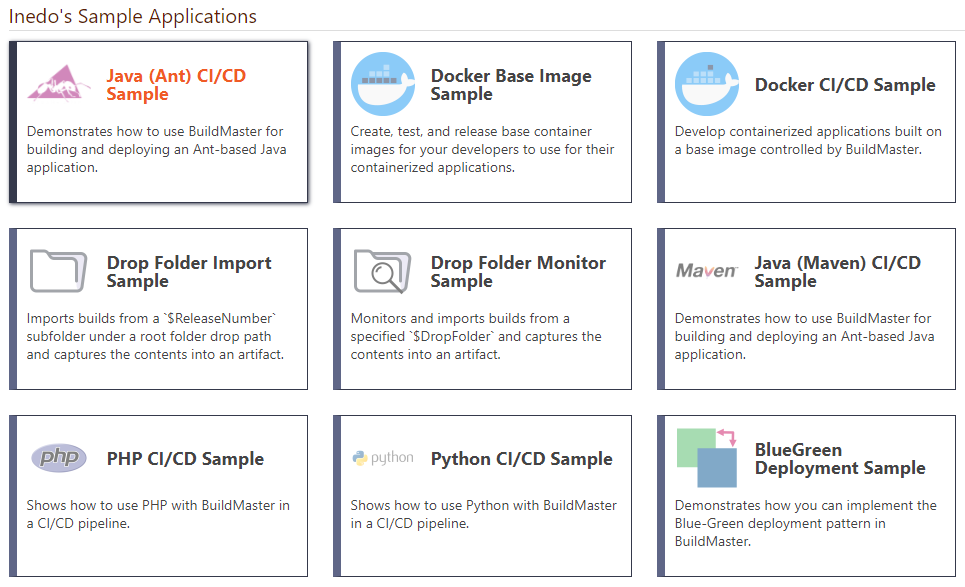 Inedo's Sample Applications
Java (Ant) CI/CD
Sample
Demonstrates how to use BuildMaster for
building and deploying an Ant-based Java
application.
Docker Base Image
Sample
Create, test, and release base container
images for your developers to use for their
containerized applications.
Docker CI/CD Sample
Develop containerized applications built on
a base image controlled by BuildMaster.
Drop Folder Import
Sample
Imports builds from a `$ReleaseNumber`
subfolder under a root folder drop path
and captures the contents into an artifact.
Drop Folder Monitor
Sample
Monitors and imports builds from a
specified `$DropFolder` and captures the
contents into an artifact.
Maven
Java (Maven) CI/CD
Sample
Demonstrates how to use BuildMaster for
building and deploying an Ant-based Java
application.
php
PHP CI/CD Sample
Shows how to use PHP with BuildMaster in
a CI/CD pipeline.
python
Python CI/CD Sample
Shows how to use Python with BuildMaster
in a CI/CD pipeline.
BlueGreen
Deployment Sample
Demonstrates how you can implement the
Blue-Green deployment pattern in
BuildMaster.